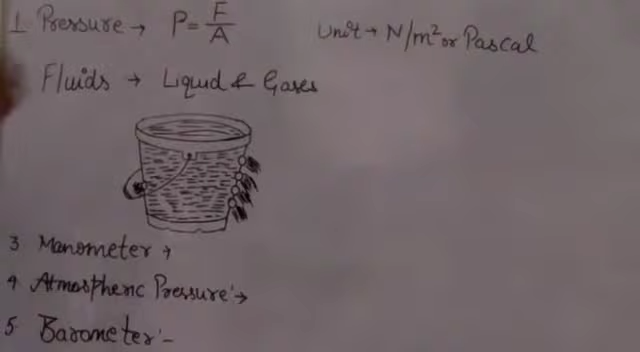 1 Pressure → P = F/A Unit → N/m² or Pascal
Fluids → Liquid & Gases
3 Manometer →
4 Atmospheric Pressure →
5 Barometer -